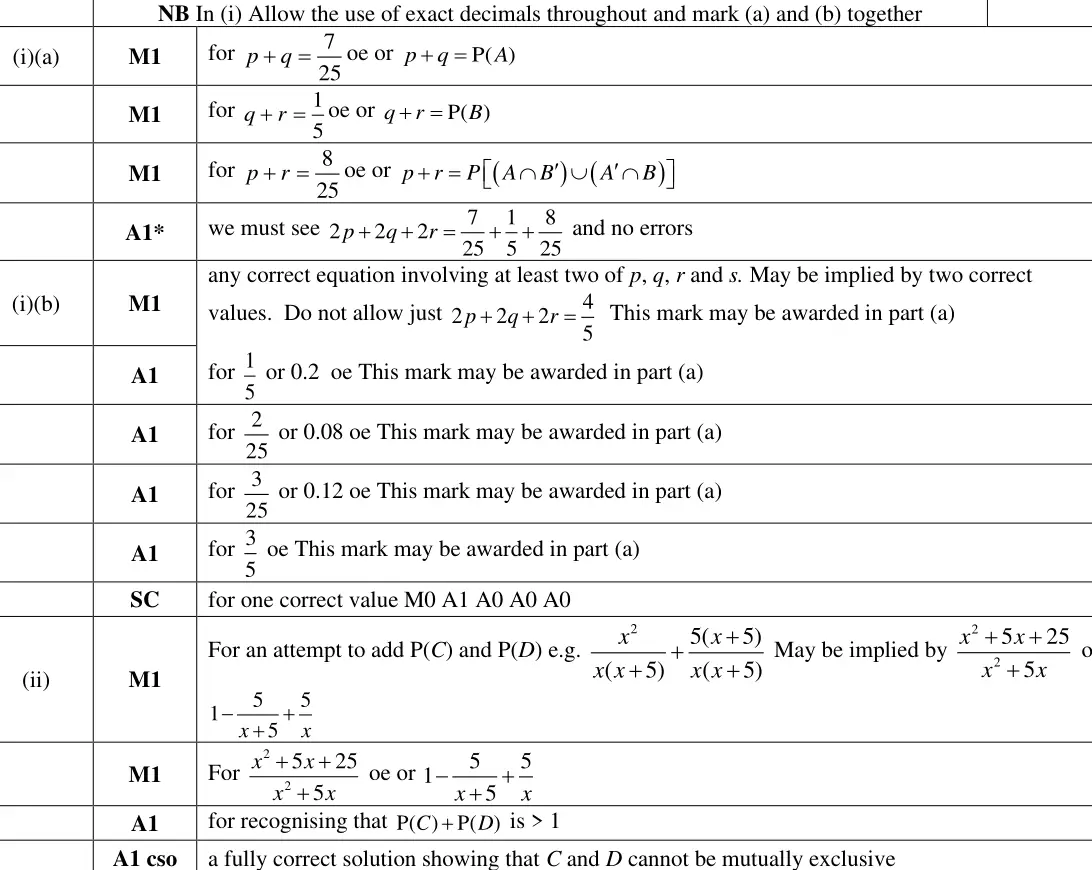 NB In (i) Allow the use of exact decimals throughout and mark (a) and (b) together
(i)(a) M1 for p + q = 7/25 oe or p + q = P(A)
M1 for q + r = 1/5 oe or q + r = P(B)
M1 for p + r = 8/25 oe or p + r = P[(A ∩ B′) ∪ (A′ ∩ B)]
A1* we must see 2p + 2q + 2r = 7/25 + 1/5 + 8/25 and no errors
any correct equation involving at least two of p, q, r and s. May be implied by two correct
(i)(b) M1 values. Do not allow just 2p + 2q + 2r = 4/5 This mark may be awarded in part (a)
A1 for 1/5 or 0.2 oe This mark may be awarded in part (a)
A1 for 2/25 or 0.08 oe This mark may be awarded in part (a)
A1 for 3/25 or 0.12 oe This mark may be awarded in part (a)
A1 for 3/5 oe This mark may be awarded in part (a)
SC for one correct value M0 A1 A0 A0 A0
(ii) M1 For an attempt to add P(C) and P(D) e.g. x²/x(x+5) + 5(x+5)/x(x+5) May be implied by (x² + 5x + 25)/(x² + 5x)
1 − 5/(x+5) + 5/x
M1 For (x² + 5x + 25)/(x² + 5x) oe or 1 − 5/(x+5) + 5/x
A1 for recognising that P(C) + P(D) is > 1
A1 cso a fully correct solution showing that C and D cannot be mutually exclusive